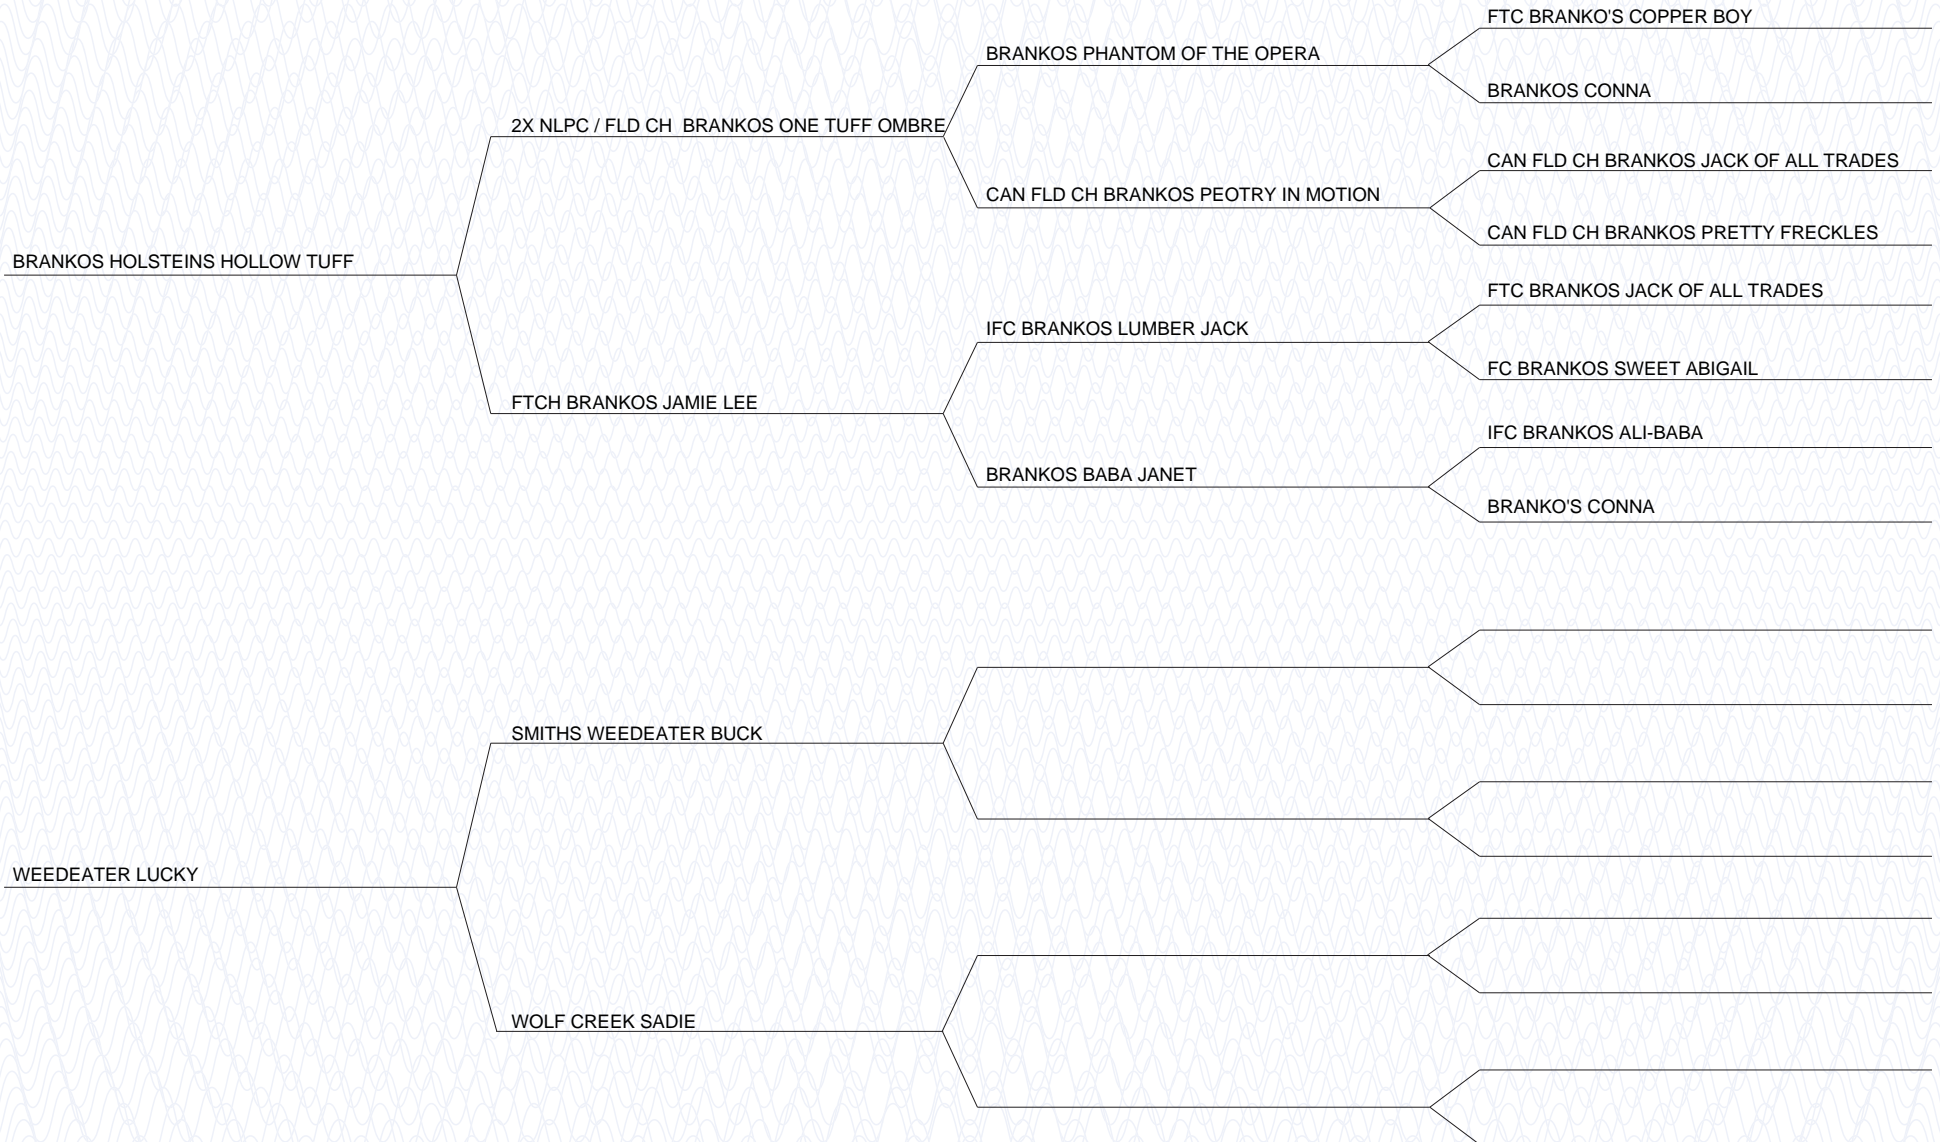 FTC BRANKO'S COPPER BOY
BRANKOS PHANTOM OF THE OPERA
BRANKOS CONNA
2X NLPC / FLD CH  BRANKOS ONE TUFF OMBRE
CAN FLD CH BRANKOS JACK OF ALL TRADES
CAN FLD CH BRANKOS PEOTRY IN MOTION
CAN FLD CH BRANKOS PRETTY FRECKLES
BRANKOS HOLSTEINS HOLLOW TUFF
FTC BRANKOS JACK OF ALL TRADES
IFC BRANKOS LUMBER JACK
FC BRANKOS SWEET ABIGAIL
FTCH BRANKOS JAMIE LEE
IFC BRANKOS ALI-BABA
BRANKOS BABA JANET
BRANKO'S CONNA
SMITHS WEEDEATER BUCK
WEEDEATER LUCKY
WOLF CREEK SADIE